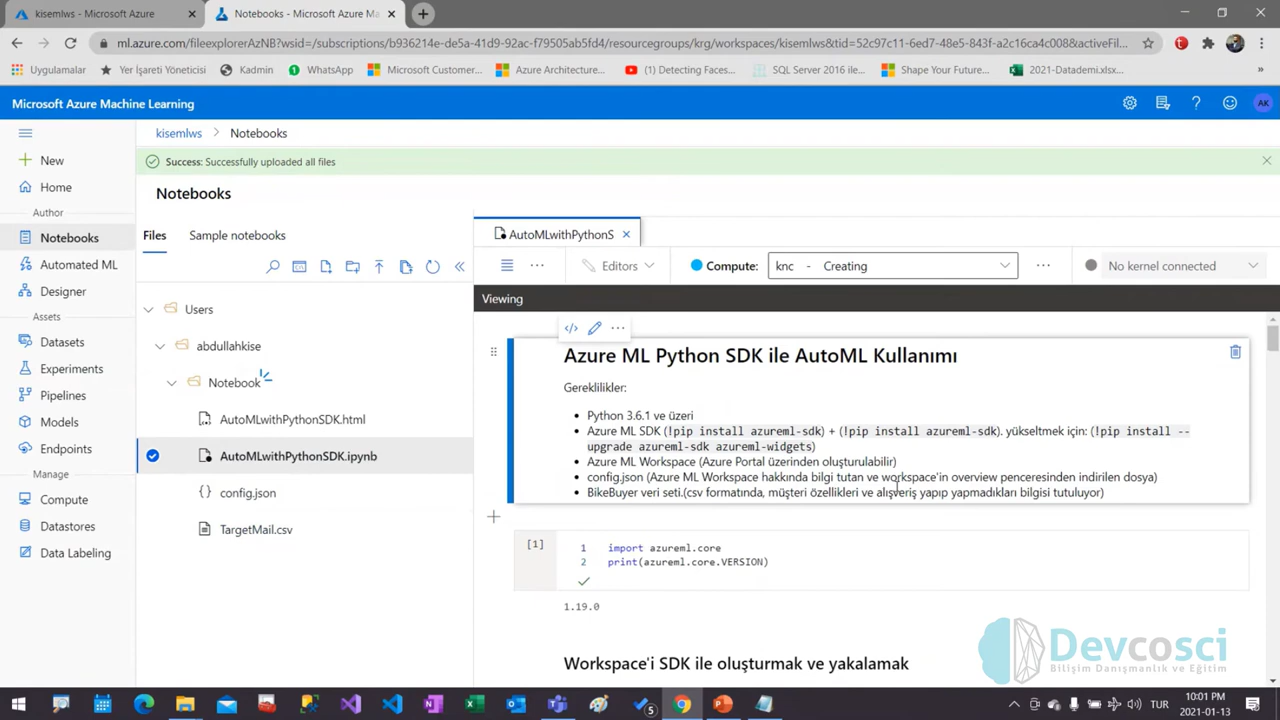 kisemlws - Microsoft Azure
Notebooks - Microsoft Azure Ma
ml.azure.com/fileexplorerAzNB?wsid=/subscriptions/b936214e-de5a-41d9-92ac-f79505ab5fd4/resourcegroups/krg/workspaces/kisemlws&tid=52c97c11-6ed7-48e5-843f-a2c16ca4c008&activeFil...
Uygulamalar
Yer İşareti Yöneticisi
Kadmin
WhatsApp
Microsoft Customer...
Azure Architecture...
(1) Detecting Faces...
SQL Server 2016 ile...
Shape Your Future...
2021-Datademi.xlsx...
Microsoft Azure Machine Learning
AK
kisemlws > Notebooks
New
Success: Successfully uploaded all files
Home
Notebooks
Author
Notebooks
Automated ML
Designer
Assets
Datasets
Experiments
Pipelines
Models
Endpoints
Manage
Compute
Datastores
Data Labeling
Files
Sample notebooks
Users
abdullahkise
Notebook
AutoMLwithPythonSDK.html
AutoMLwithPythonSDK.ipynb
config.json
TargetMail.csv
AutoMLwithPythonS
Editors
Compute:
knc - Creating
No kernel connected
Viewing
Azure ML Python SDK ile AutoML Kullanımı
Gereklilikler:
Python 3.6.1 ve üzeri
Azure ML SDK (!pip install azureml-sdk) + (!pip install azureml-sdk). yükseltmek için: (!pip install --
upgrade azureml-sdk azureml-widgets)
Azure ML Workspace (Azure Portal üzerinden oluşturulabilir)
config.json (Azure ML Workspace hakkında bilgi tutan ve workspace'in overview penceresinden indirilen dosya)
BikeBuyer veri seti.(csv formatında, müşteri özellikleri ve alışveriş yapıp yapmadıkları bilgisi tutuluyor)
[1]
1 import azureml.core
2 print(azureml.core.VERSION)
1.19.0
Workspace'i SDK ile oluşturmak ve yakalamak
Devcosci
Bilişim Danışmanlık ve Eğitim
5
TUR
10:01 PM
2021-01-13